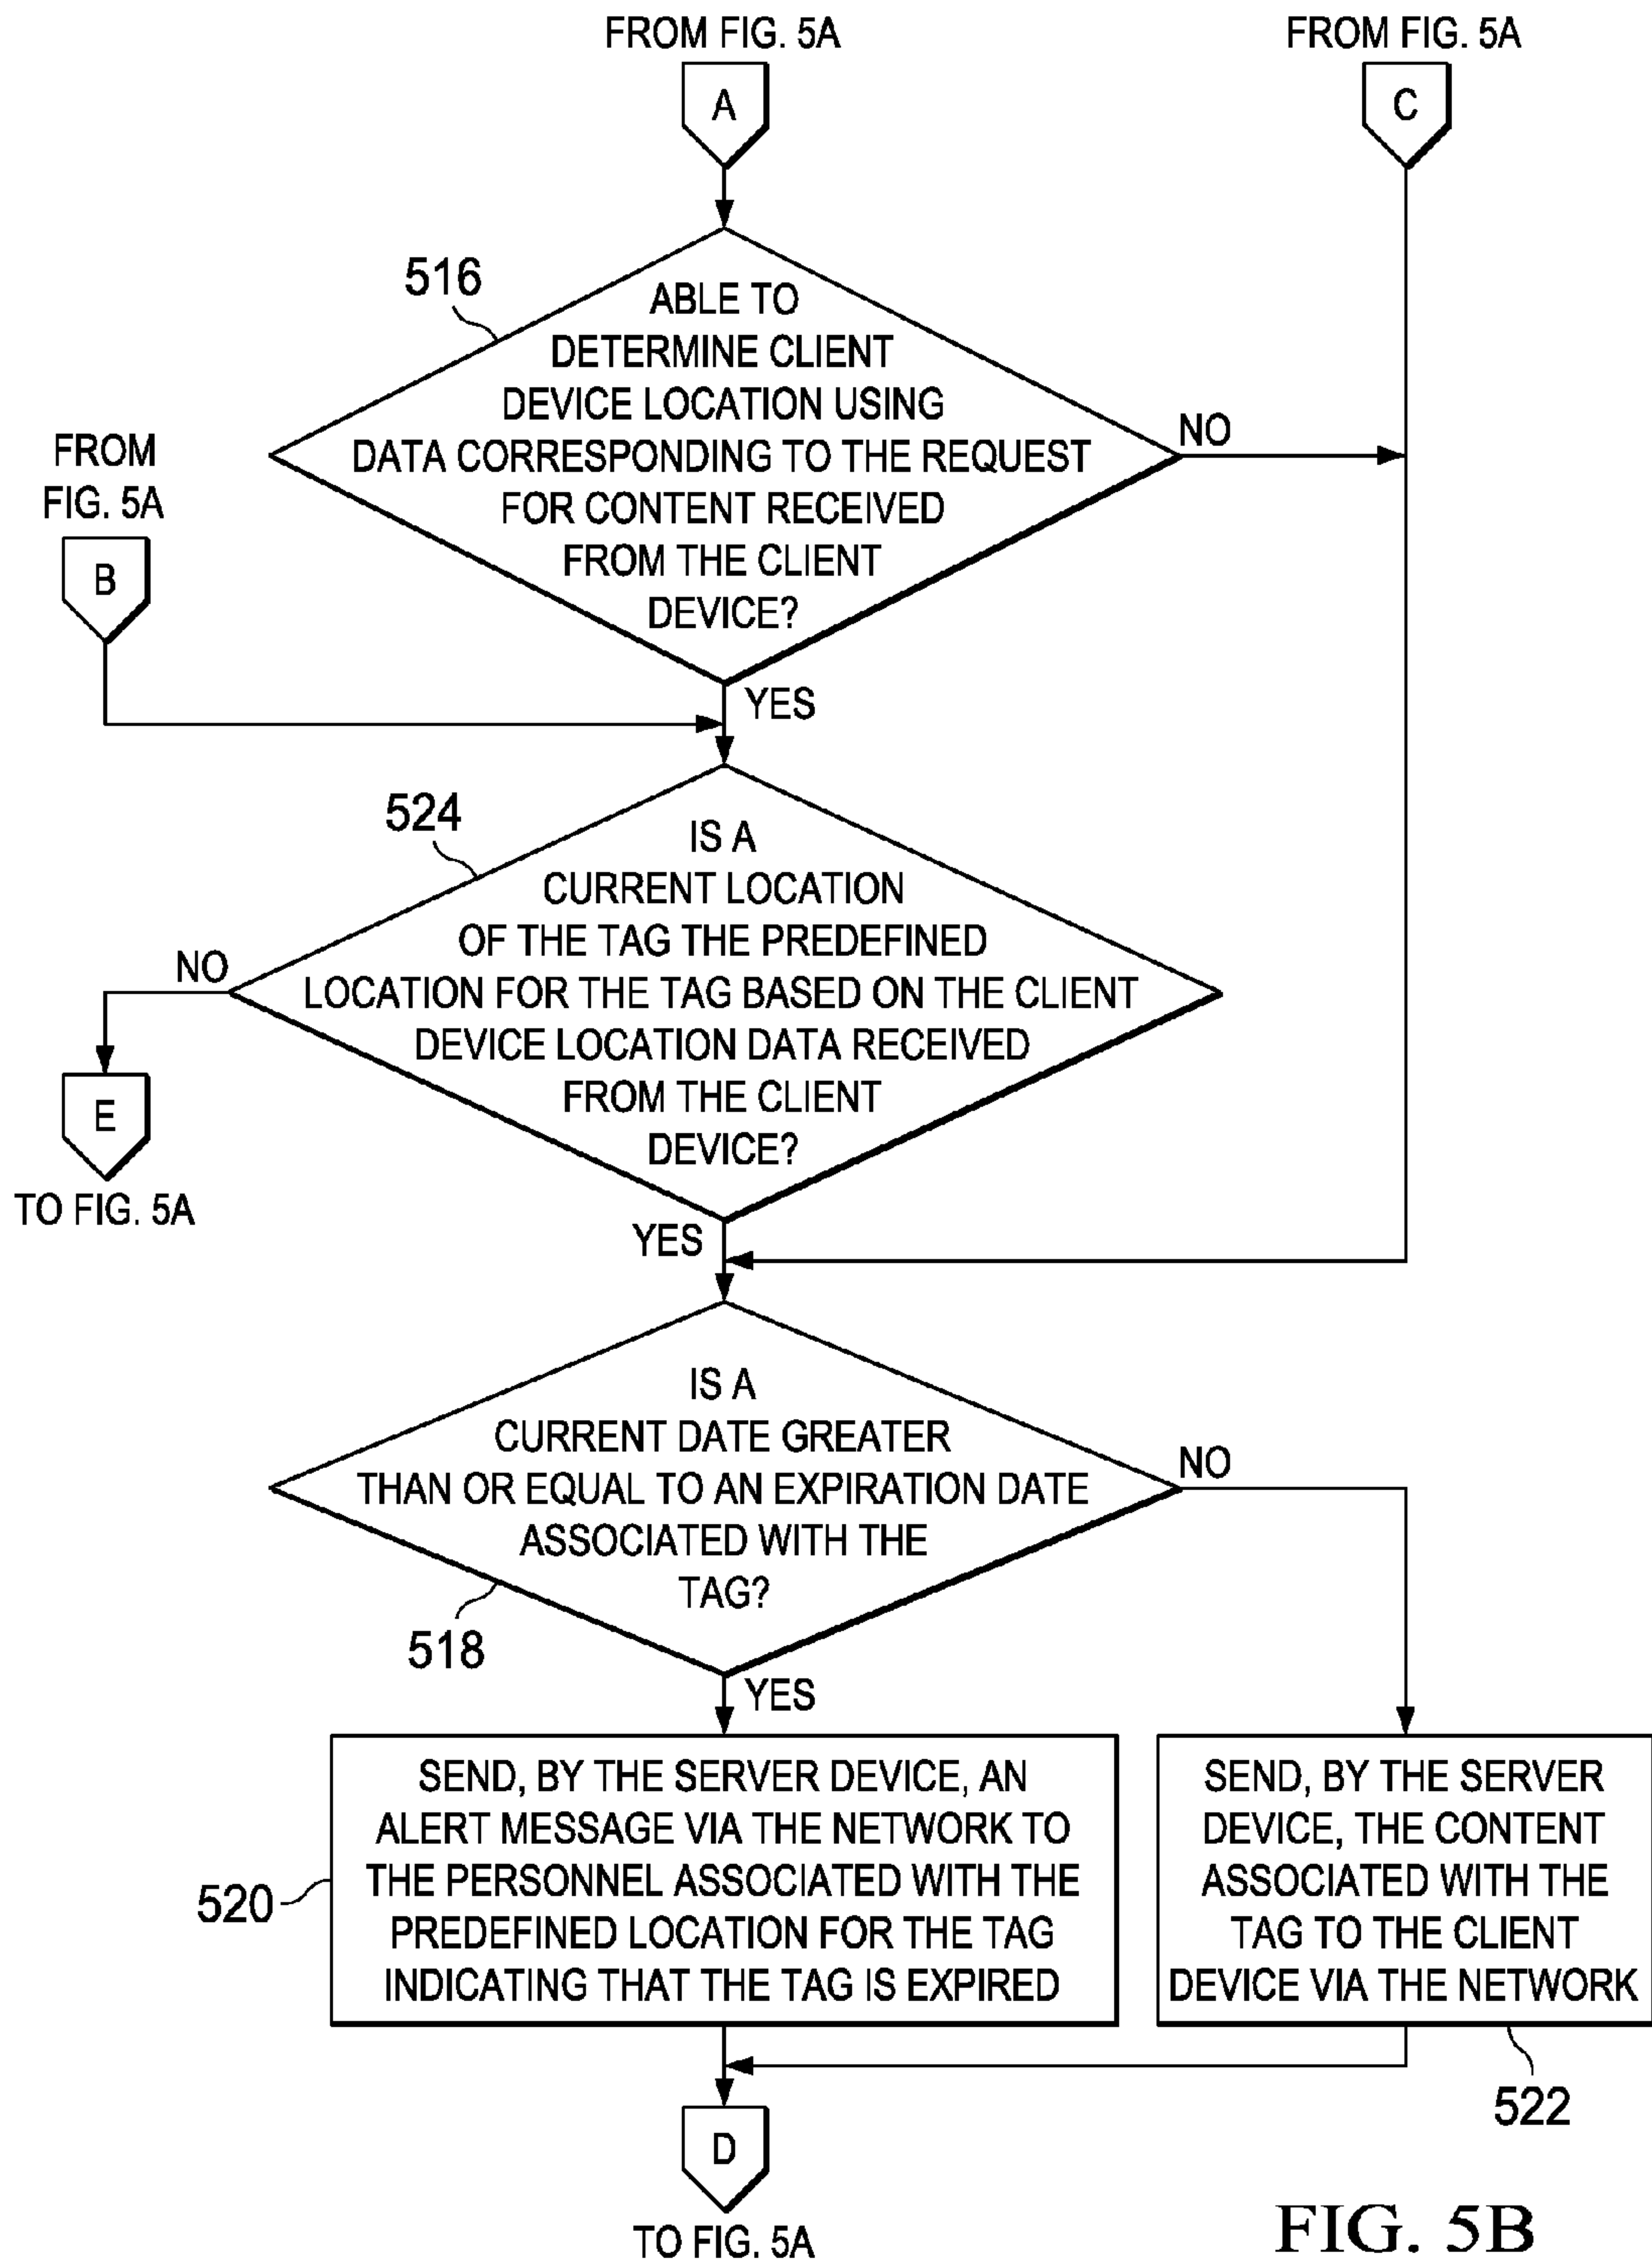 FROM FIG. 5A
A
FROM FIG. 5A
C
516
ABLE TO
DETERMINE CLIENT
DEVICE LOCATION USING
DATA CORRESPONDING TO THE REQUEST
FOR CONTENT RECEIVED
FROM THE CLIENT
DEVICE?
NO
YES
FROM
FIG. 5A
B
524
IS A
CURRENT LOCATION
OF THE TAG THE PREDEFINED
LOCATION FOR THE TAG BASED ON THE CLIENT
DEVICE LOCATION DATA RECEIVED
FROM THE CLIENT
DEVICE?
NO
E
TO FIG. 5A
YES
IS A
CURRENT DATE GREATER
THAN OR EQUAL TO AN EXPIRATION DATE
ASSOCIATED WITH THE
TAG?
518
NO
YES
SEND, BY THE SERVER DEVICE, AN
ALERT MESSAGE VIA THE NETWORK TO
THE PERSONNEL ASSOCIATED WITH THE
PREDEFINED LOCATION FOR THE TAG
INDICATING THAT THE TAG IS EXPIRED
520
SEND, BY THE SERVER
DEVICE, THE CONTENT
ASSOCIATED WITH THE
TAG TO THE CLIENT
DEVICE VIA THE NETWORK
522
D
TO FIG. 5A
FIG. 5B